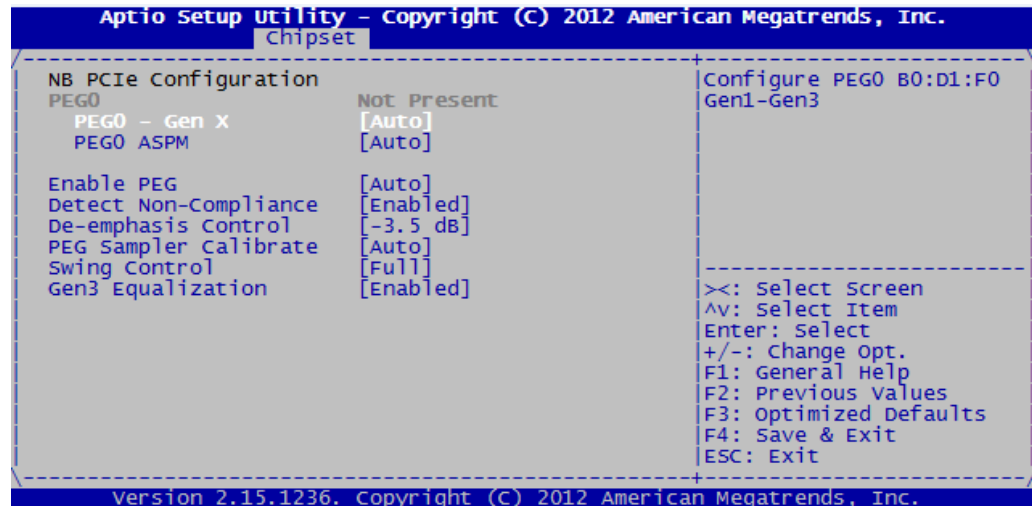 Aptio Setup Utility – Copyright (C) 2012 American Megatrends, Inc.
Chipset
NB PCIe Configuration
PEG0 Not Present
PEG0 – Gen X [Auto]
PEG0 ASPM [Auto]
Enable PEG [Auto]
Detect Non-Compliance [Enabled]
De-emphasis Control [-3.5 dB]
PEG Sampler Calibrate [Auto]
Swing Control [Full]
Gen3 Equalization [Enabled]
Configure PEG0 B0:D1:F0
Gen1-Gen3
><: Select Screen
^v: Select Item
Enter: Select
+/-: Change Opt.
F1: General Help
F2: Previous Values
F3: Optimized Defaults
F4: Save & Exit
ESC: Exit
Version 2.15.1236. Copyright (C) 2012 American Megatrends, Inc.